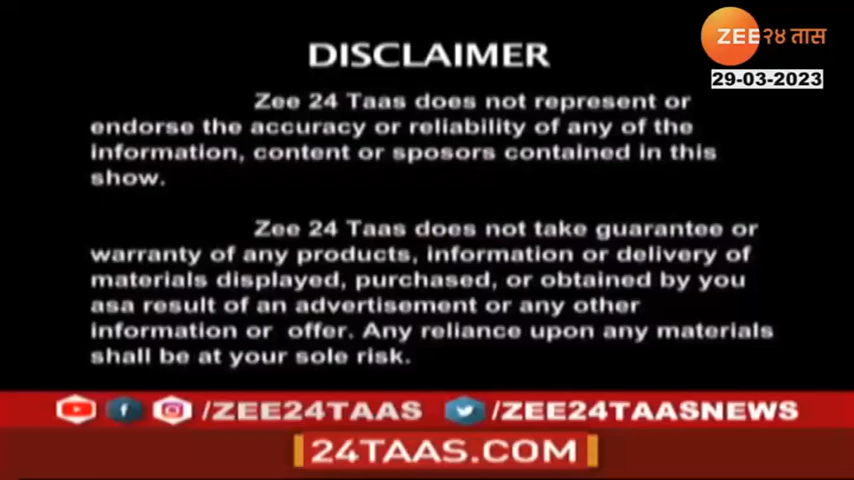 ZEE २४ तास
29-03-2023
DISCLAIMER
Zee 24 Taas does not represent or
endorse the accuracy or reliability of any of the
information, content or sposors contained in this
show.
Zee 24 Taas does not take guarantee or
warranty of any products, information or delivery of
materials displayed, purchased, or obtained by you
asa result of an advertisement or any other
information or offer. Any reliance upon any materials
shall be at your sole risk.
/ZEE24TAAS /ZEE24TAASNEWS
24TAAS.COM